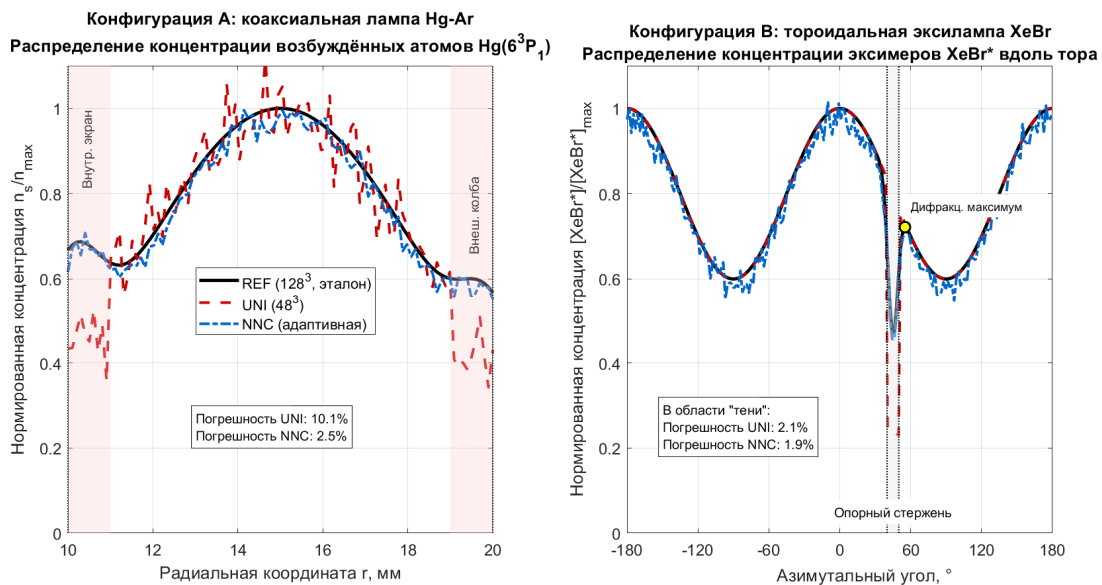 Конфигурация A: коаксиальная лампа Hg-Ar
Распределение концентрации возбуждённых атомов Hg(6³P₁)
Нормированная концентрация n_s/n_max
1
0.8
0.6
0.4
0.2
0
10
12
14
16
18
20
Радиальная координата r, мм
Внутр. экран
Внеш. колба
REF (128³, эталон)
UNI (48³)
NNC (адаптивная)
Погрешность UNI: 10.1%
Погрешность NNC: 2.5%
Конфигурация B: тороидальная эксилампа XeBr
Распределение концентрации эксимеров XeBr* вдоль тора
Нормированная концентрация [XeBr*]/[XeBr*]_max
1
0.8
0.6
0.4
0.2
0
-180
-120
-60
0
60
120
180
Азимутальный угол, °
Дифракц. максимум
В области "тени":
Погрешность UNI: 2.1%
Погрешность NNC: 1.9%
Опорный стержень